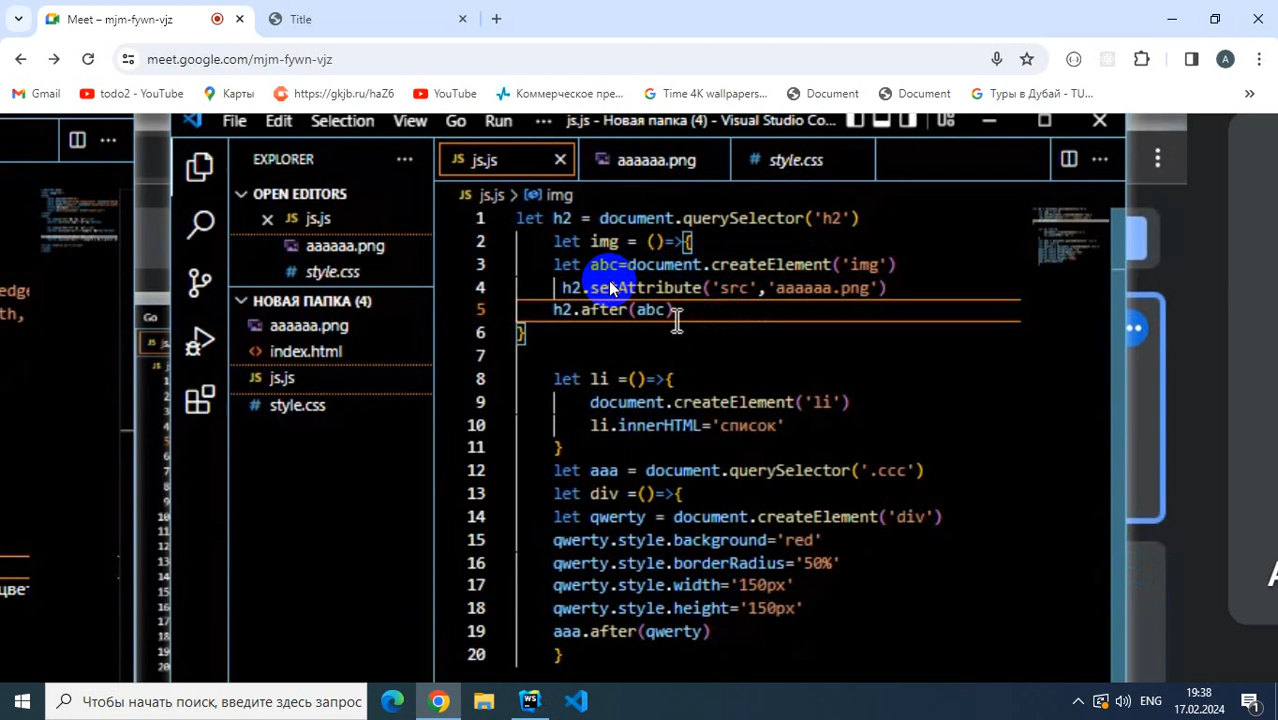 Meet – mjm-fywn-vjz
Title
meet.google.com/mjm-fywn-vjz
A
Gmail
todo2 - YouTube
Карты
https://gkjb.ru/haZ6
YouTube
Коммерческое пре...
Time 4K wallpapers...
Document
Document
Туры в Дубай - TU...
File Edit Selection View Go Run ... js.js - Новая папка (4) - Visual Studio Co...
EXPLORER
js.js
aaaaaa.png
style.css
OPEN EDITORS
js.js
aaaaaa.png
style.css
НОВАЯ ПАПКА (4)
aaaaaa.png
index.html
js.js
style.css
JS js.js > img
1 let h2 = document.querySelector('h2')
2 let img = ()=>{
3 let abc=document.createElement('img')
4 h2.setAttribute('src','aaaaaa.png')
5 h2.after(abc)
6 }
7
8 let li =()=>{
9 document.createElement('li')
10 li.innerHTML='список'
11 }
12 let aaa = document.querySelector('.ccc')
13 let div =()=>{
14 let qwerty = document.createElement('div')
15 qwerty.style.background='red'
16 qwerty.style.borderRadius='50%'
17 qwerty.style.width='150px'
18 qwerty.style.height='150px'
19 aaa.after(qwerty)
20 }
Go
Чтобы начать поиск, введите здесь запрос
ENG
19:38
17.02.2024